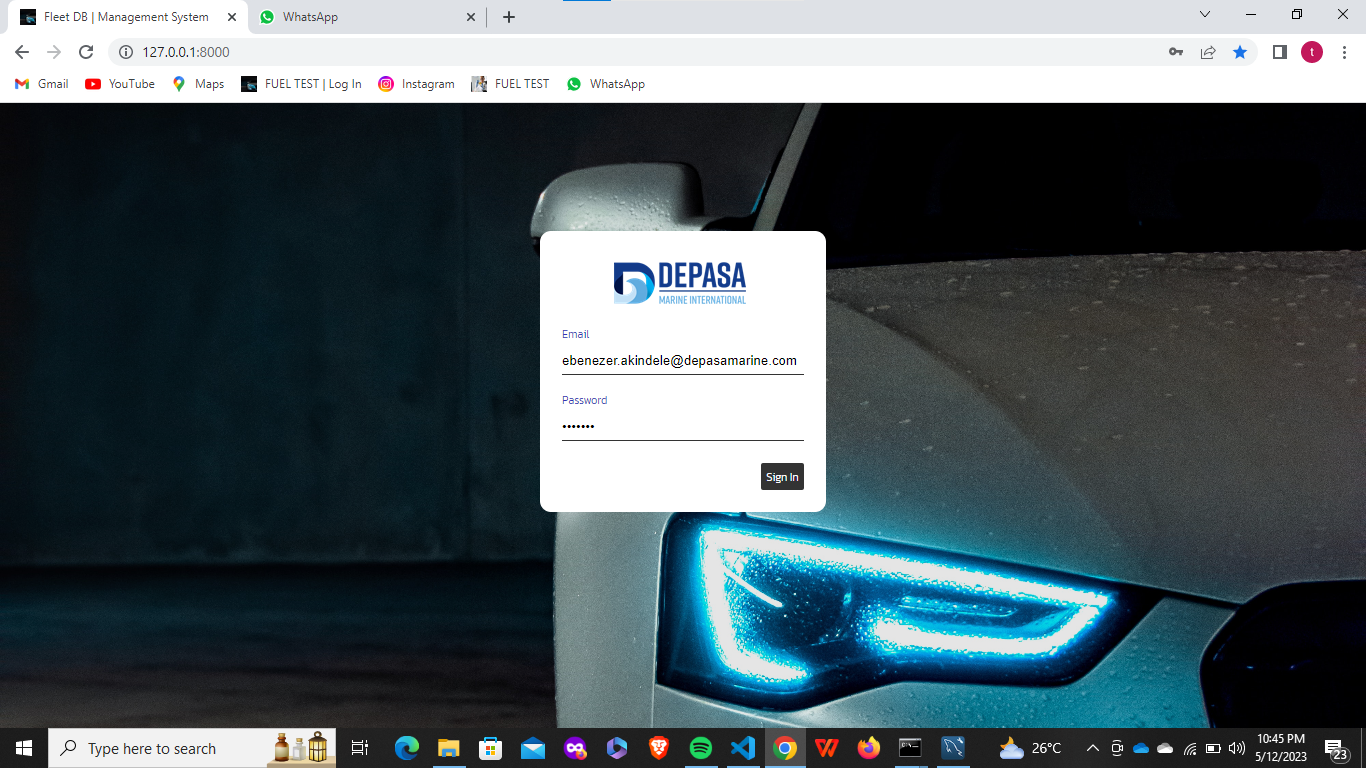 Fleet DB | Management System
WhatsApp
127.0.0.1:8000
t
Gmail
YouTube
Maps
FUEL TEST | Log In
Instagram
FUEL TEST
WhatsApp
DEPASA
MARINE INTERNATIONAL
Email
ebenezer.akindele@depasamarine.com
Password
•••••••
Sign In
Type here to search
26°C
10:45 PM
5/12/2023
23